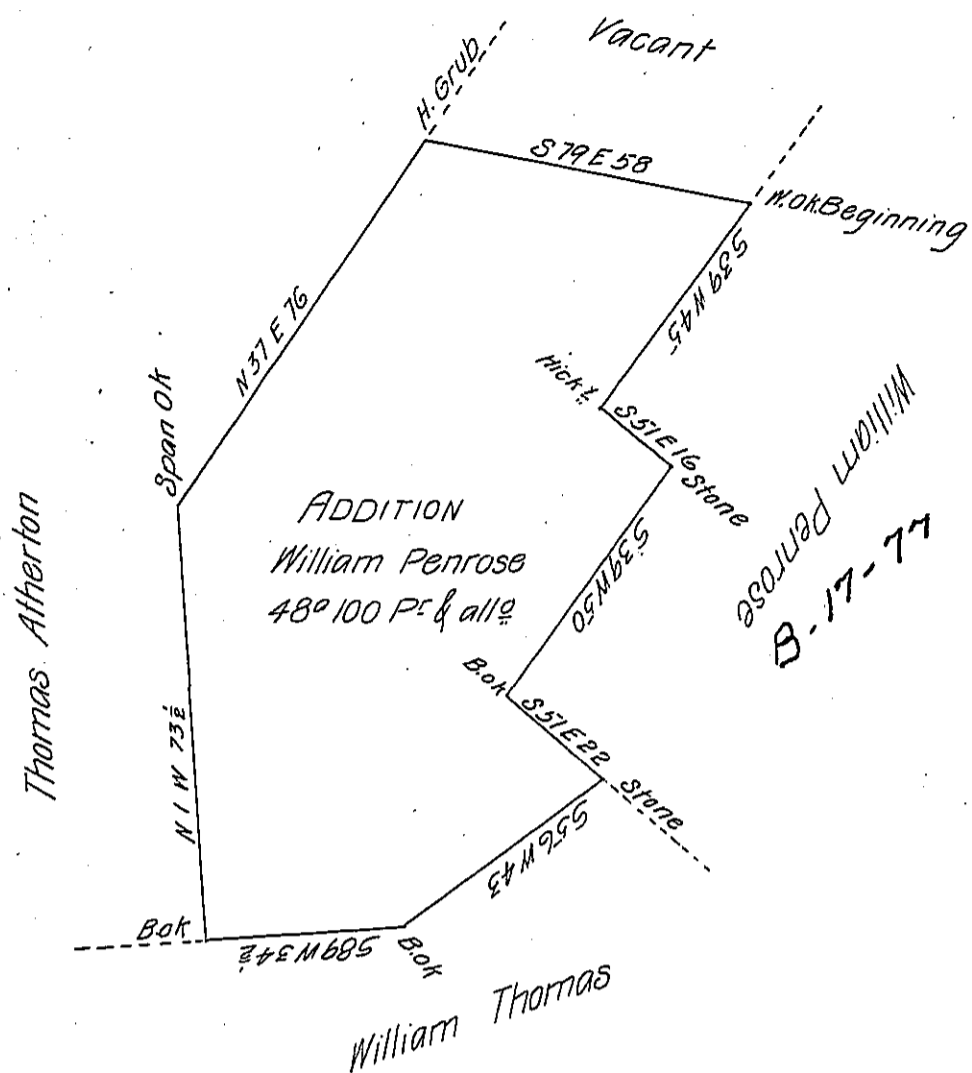 Vacant
H. Grub
S 79 E 58
W. ok Beginning
S 39 W 45
Hick y
S 51 E 16
Stone
William Penrose
B-17-77
S 39 W 50
B.ok
S 51 E 22
Stone
S 56 W 43
B.ok
S 89 W 34½
B.ok
William Thomas
N 1 W 73½
Thomas Atherton
Span Ok
N 37 E 76
ADDITION
William Penrose
48ª 100 Pˢ & allº